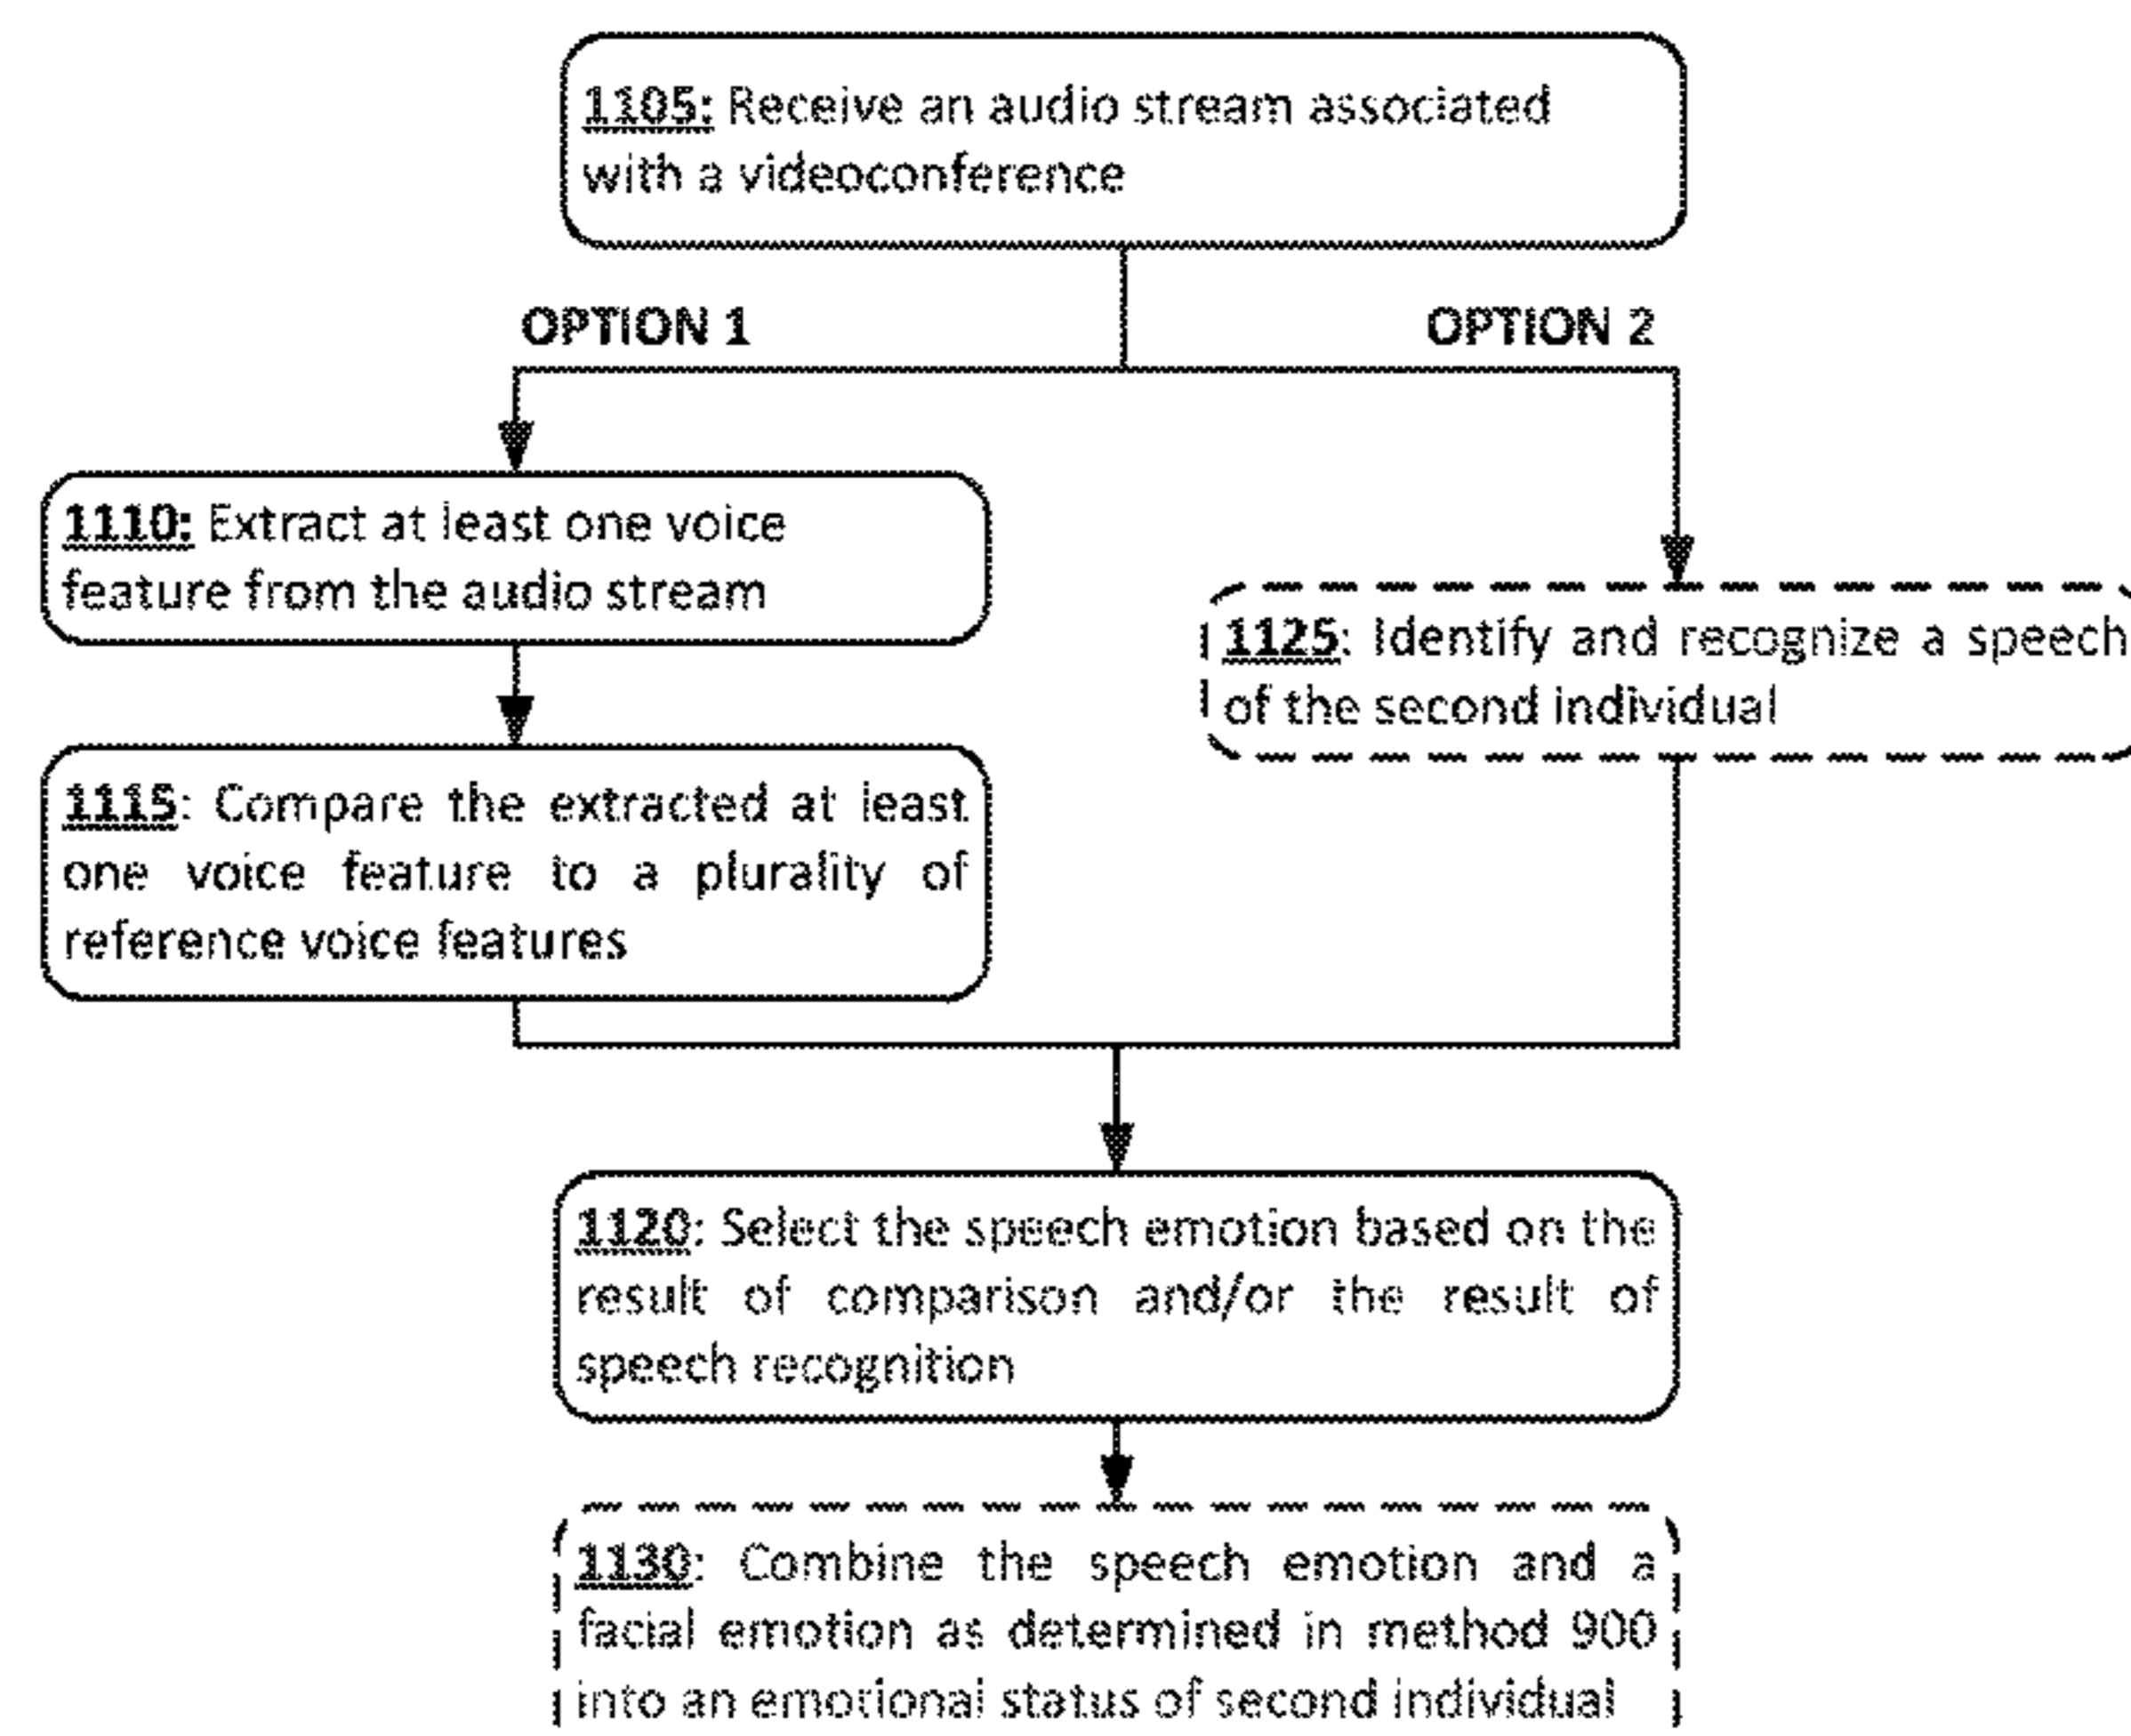 1105: Receive an audio stream associated
with a videoconference
OPTION 1
OPTION 2
1110: Extract at least one voice
feature from the audio stream
1125: Identify and recognize a speech
of the second individual
1115: Compare the extracted at least
one voice feature to a plurality of
reference voice features
1120: Select the speech emotion based on the
result of comparison and/or the result of
speech recognition
1130: Combine the speech emotion and a
facial emotion as determined in method 900
into an emotional status of second individual